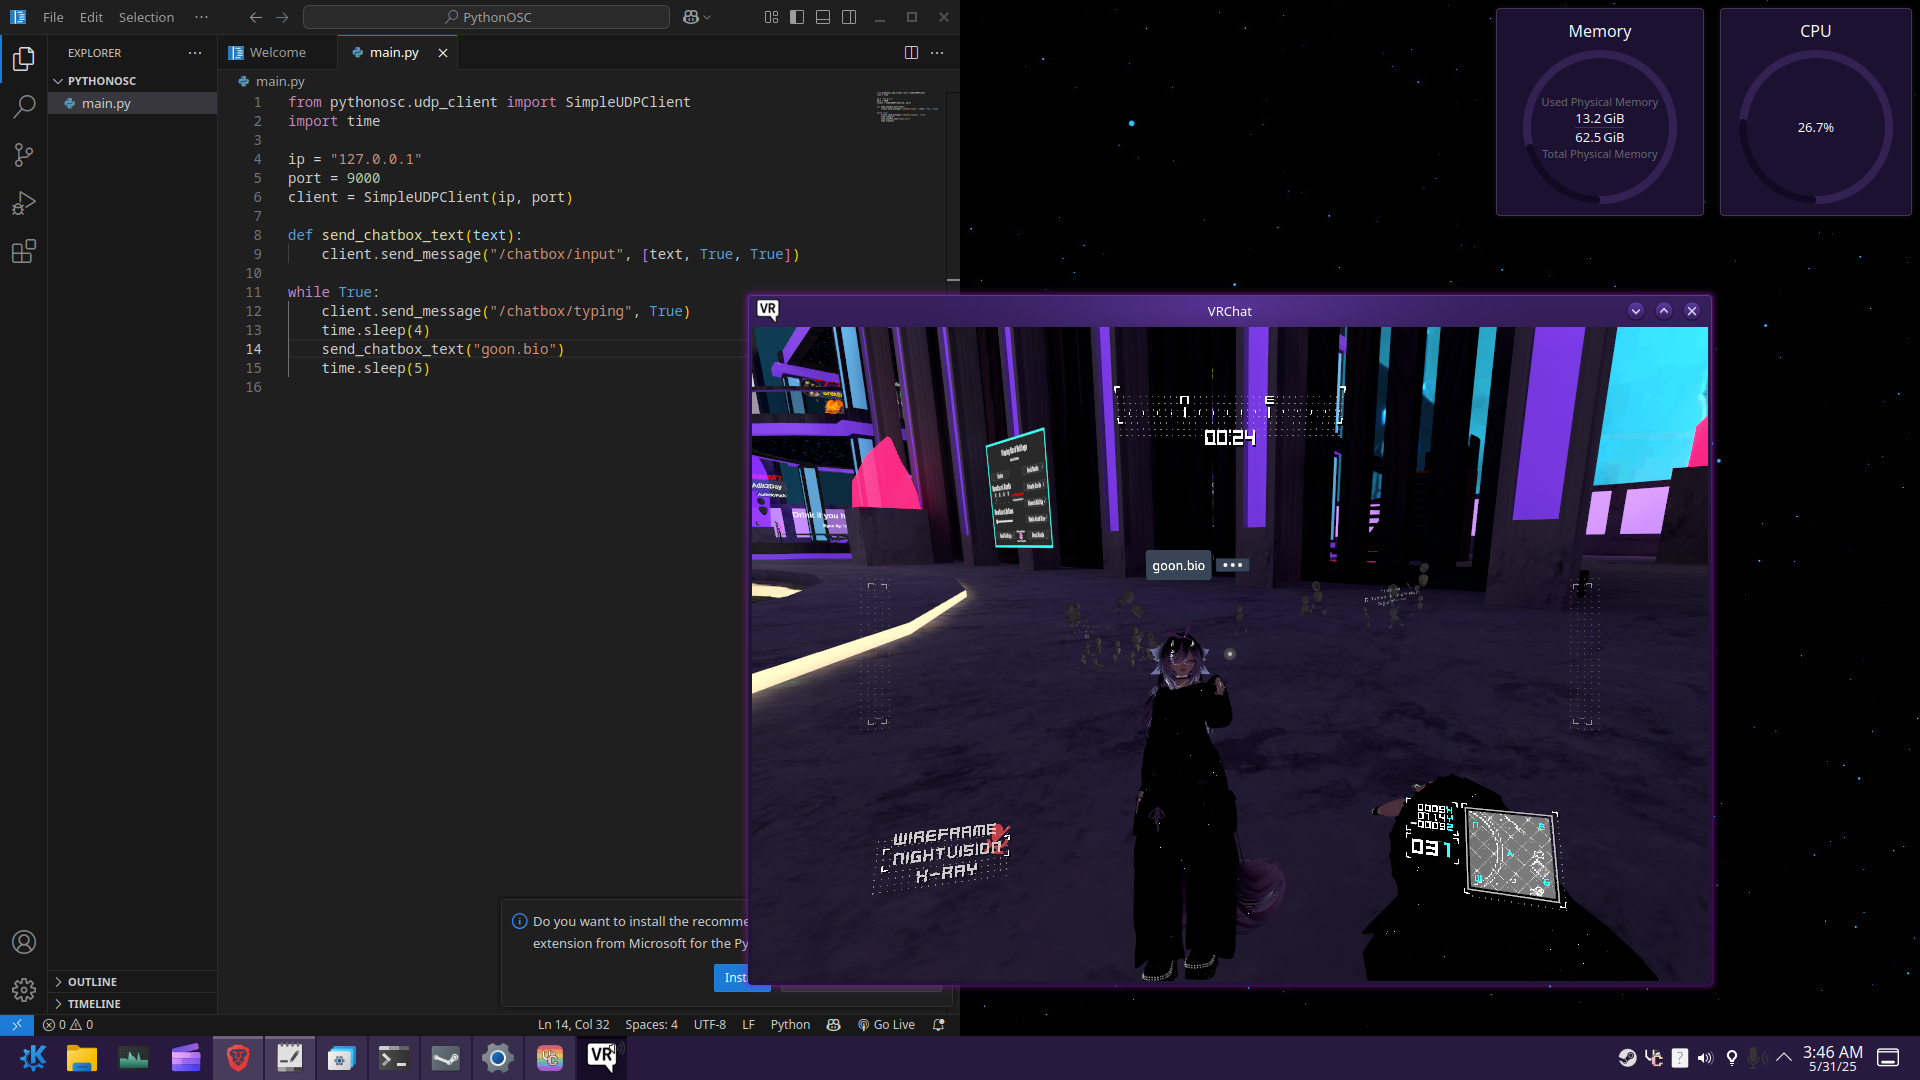 File Edit Selection ···
PythonOSC
EXPLORER
PYTHONOSC
main.py
Welcome
main.py
main.py
1 from pythonosc.udp_client import SimpleUDPClient
2 import time
3
4 ip = "127.0.0.1"
5 port = 9000
6 client = SimpleUDPClient(ip, port)
7
8 def send_chatbox_text(text):
9 client.send_message("/chatbox/input", [text, True, True])
10
11 while True:
12 client.send_message("/chatbox/typing", True)
13 time.sleep(4)
14 send_chatbox_text("goon.bio")
15 time.sleep(5)
16
Do you want to install the recomme
extension from Microsoft for the Py
Inst
OUTLINE
TIMELINE
0 0
Ln 14, Col 32 Spaces: 4 UTF-8 LF Python Go Live
Memory
Used Physical Memory
13.2 GiB
62.5 GiB
Total Physical Memory
CPU
26.7%
VR
VRChat
N E
00:24
goon.bio
WIREFRAME
NIGHTVISION
X-RAY
037
VR
3:46 AM
5/31/25